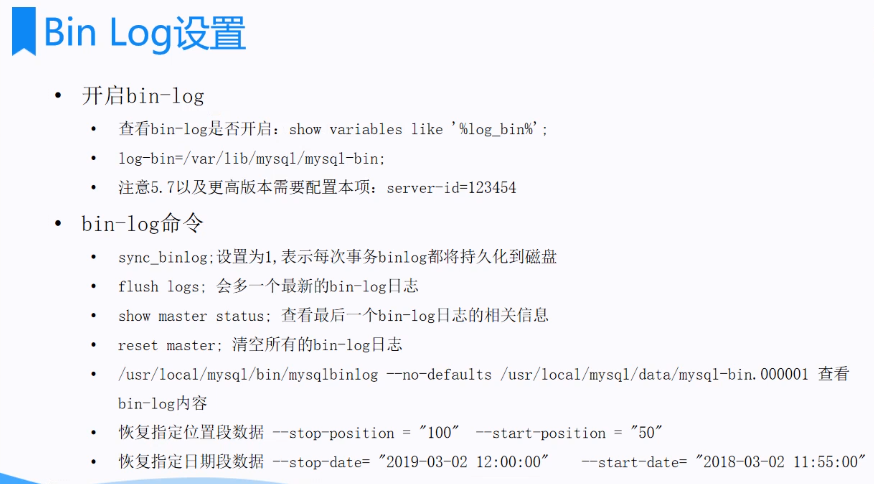 Bin Log设置
• 开启bin-log
• 查看bin-log是否开启：show variables like '%log_bin%';
• log-bin=/var/lib/mysql/mysql-bin;
• 注意5.7以及更高版本需要配置本项：server-id=123454
• bin-log命令
• sync_binlog;设置为1,表示每次事务binlog都将持久化到磁盘
• flush logs; 会多一个最新的bin-log日志
• show master status; 查看最后一个bin-log日志的相关信息
• reset master; 清空所有的bin-log日志
• /usr/local/mysql/bin/mysqlbinlog --no-defaults /usr/local/mysql/data/mysql-bin.000001 查看
bin-log内容
• 恢复指定位置段数据 --stop-position = "100" --start-position = "50"
• 恢复指定日期段数据 --stop-date= "2019-03-02 12:00:00" --start-date= "2018-03-02 11:55:00"